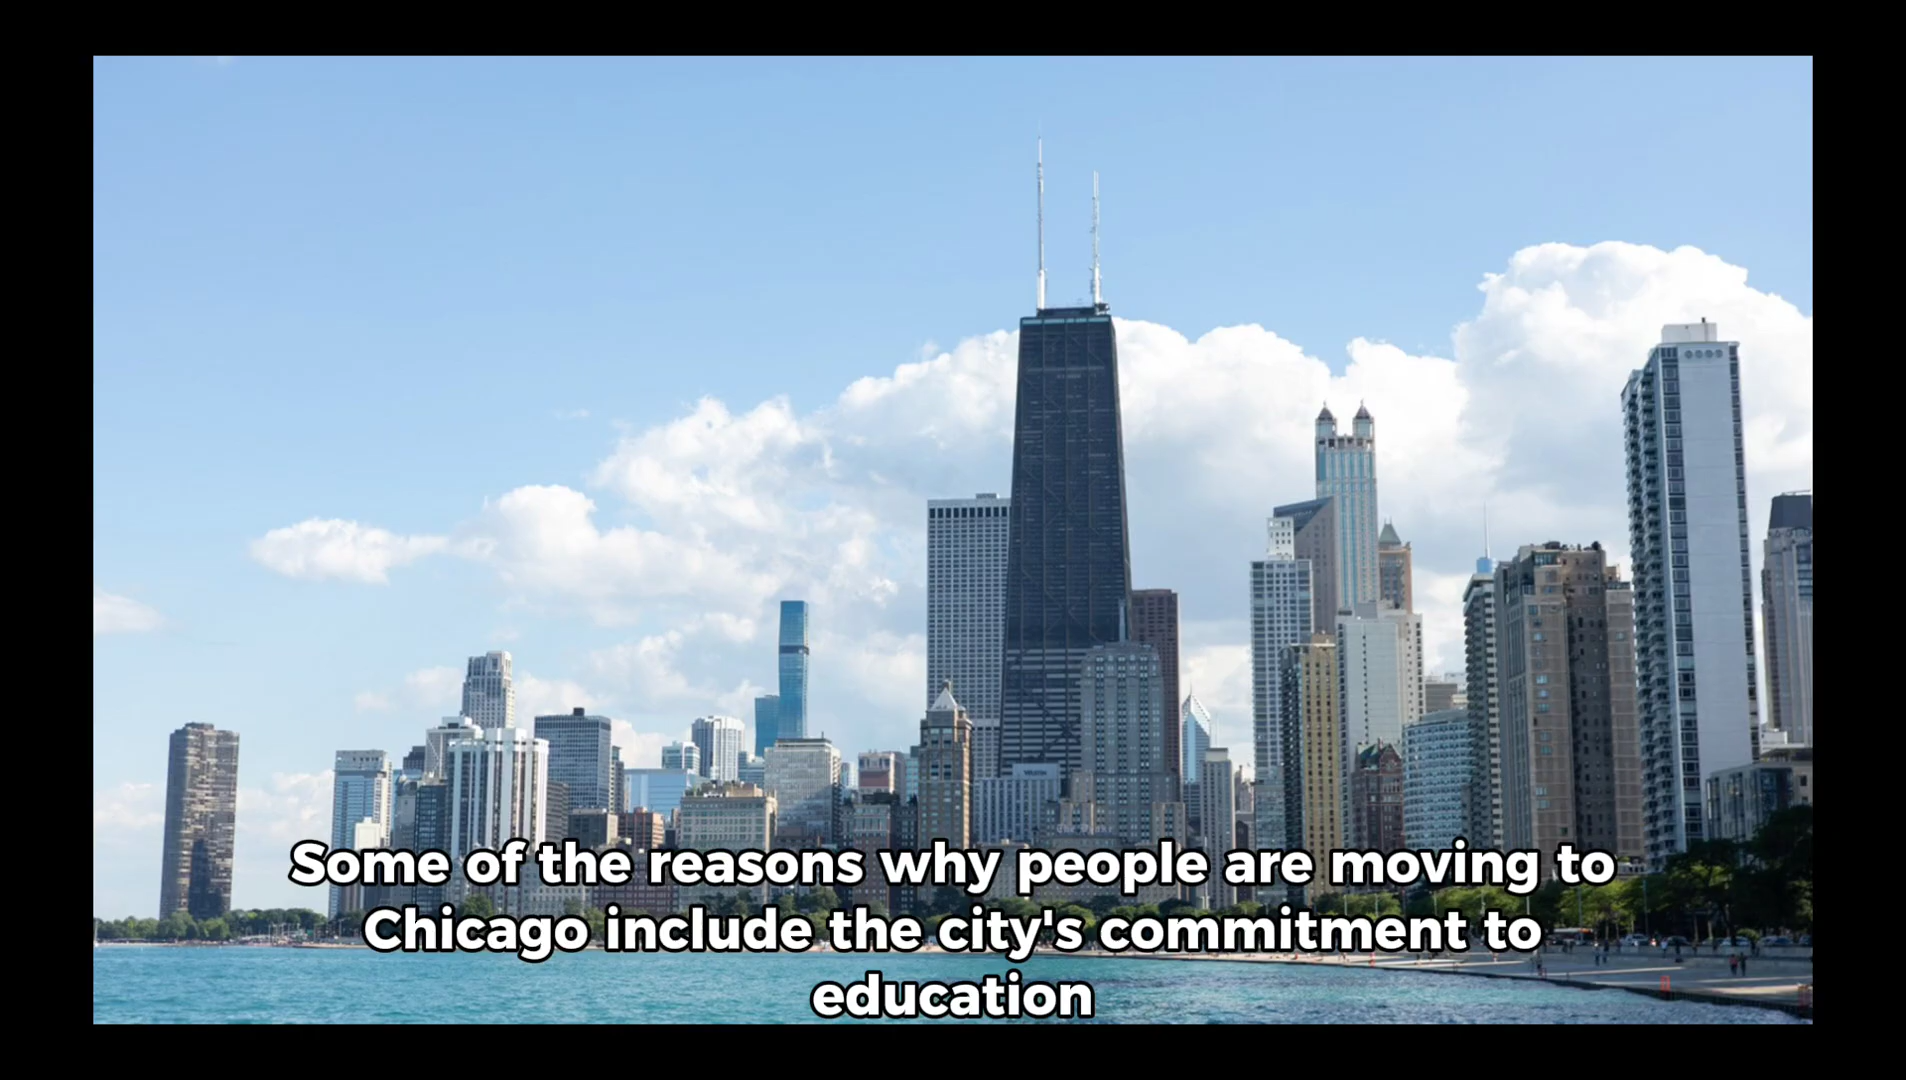 Some of the reasons why people are moving to
Chicago include the city's commitment to
education